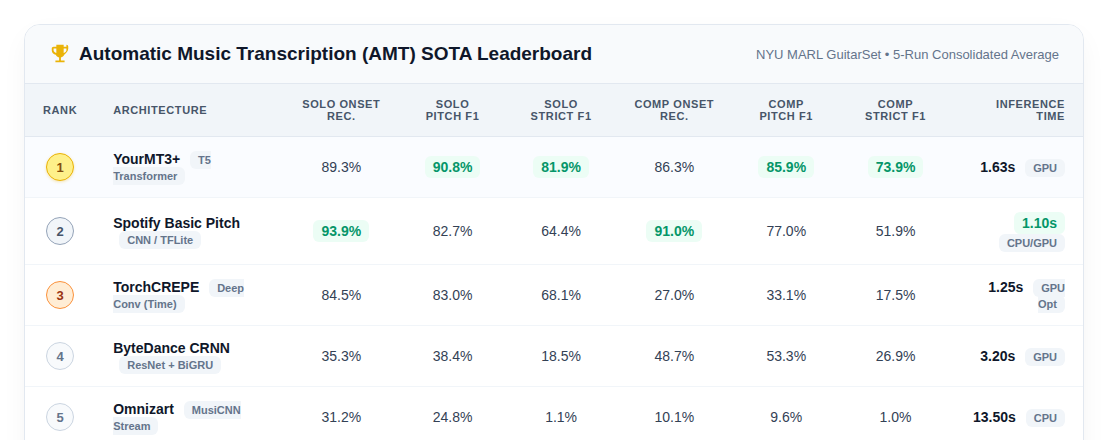 Automatic Music Transcription (AMT) SOTA Leaderboard
NYU MARL GuitarSet • 5-Run Consolidated Average
RANK
ARCHITECTURE
SOLO ONSET
REC.
SOLO
PITCH F1
SOLO
STRICT F1
COMP ONSET
REC.
COMP
PITCH F1
COMP
STRICT F1
INFERENCE
TIME
1
YourMT3+ T5
Transformer
89.3%
90.8%
81.9%
86.3%
85.9%
73.9%
1.63s GPU
2
Spotify Basic Pitch
CNN / TFLite
93.9%
82.7%
64.4%
91.0%
77.0%
51.9%
1.10s
CPU/GPU
3
TorchCREPE Deep
Conv (Time)
84.5%
83.0%
68.1%
27.0%
33.1%
17.5%
1.25s GPU
Opt
4
ByteDance CRNN
ResNet + BiGRU
35.3%
38.4%
18.5%
48.7%
53.3%
26.9%
3.20s GPU
5
Omnizart MusiCNN
Stream
31.2%
24.8%
1.1%
10.1%
9.6%
1.0%
13.50s CPU